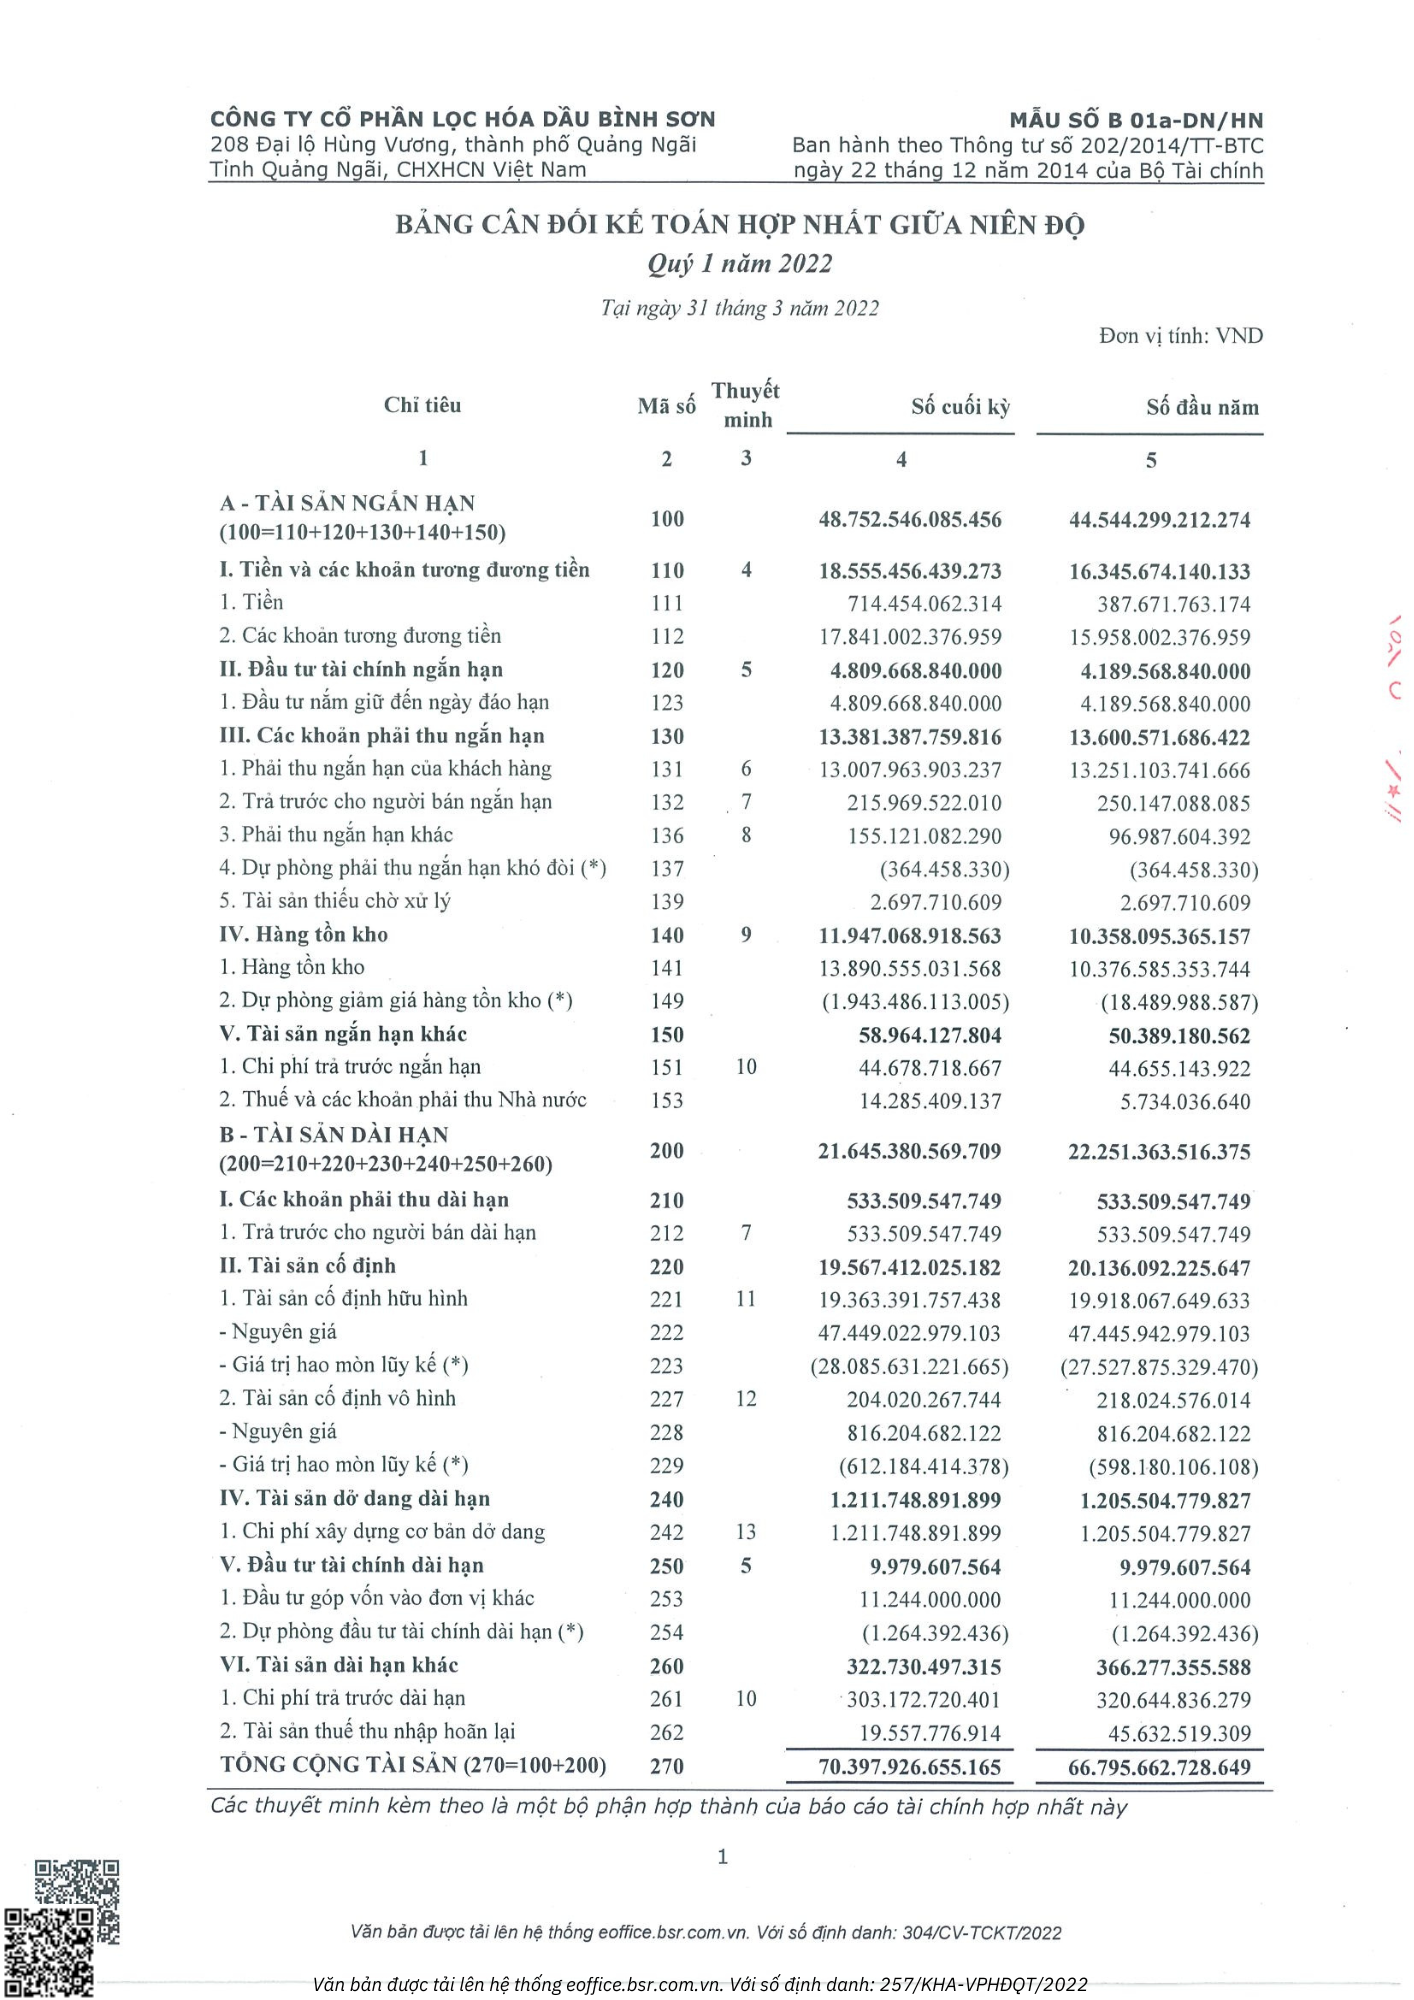 CÔNG TY CỔ PHẦN LỌC HÓA DẦU BÌNH SƠN MẪU SỐ B 01a-DN/HN
208 Đại lộ Hùng Vương, thành phố Quảng Ngãi Ban hành theo Thông tư số 202/2014/TT-BTC
Tỉnh Quảng Ngãi, CHXHCN Việt Nam ngày 22 tháng 12 năm 2014 của Bộ Tài chính
BẢNG CÂN ĐỐI KẾ TOÁN HỢP NHẤT GIỮA NIÊN ĐỘ
Quý 1 năm 2022
Tại ngày 31 tháng 3 năm 2022
Đơn vị tính: VND
Chỉ tiêu Mã số Thuyết minh Số cuối kỳ Số đầu năm
1 2 3 4 5
A - TÀI SẢN NGẮN HẠN
(100=110+120+130+140+150) 100 48.752.546.085.456 44.544.299.212.274
I. Tiền và các khoản tương đương tiền 110 4 18.555.456.439.273 16.345.674.140.133
1. Tiền 111 714.454.062.314 387.671.763.174
2. Các khoản tương đương tiền 112 17.841.002.376.959 15.958.002.376.959
II. Đầu tư tài chính ngắn hạn 120 5 4.809.668.840.000 4.189.568.840.000
1. Đầu tư nắm giữ đến ngày đáo hạn 123 4.809.668.840.000 4.189.568.840.000
III. Các khoản phải thu ngắn hạn 130 13.381.387.759.816 13.600.571.686.422
1. Phải thu ngắn hạn của khách hàng 131 6 13.007.963.903.237 13.251.103.741.666
2. Trả trước cho người bán ngắn hạn 132 7 215.969.522.010 250.147.088.085
3. Phải thu ngắn hạn khác 136 8 155.121.082.290 96.987.604.392
4. Dự phòng phải thu ngắn hạn khó đòi (*) 137 (364.458.330) (364.458.330)
5. Tài sản thiếu chờ xử lý 139 2.697.710.609 2.697.710.609
IV. Hàng tồn kho 140 9 11.947.068.918.563 10.358.095.365.157
1. Hàng tồn kho 141 13.890.555.031.568 10.376.585.353.744
2. Dự phòng giảm giá hàng tồn kho (*) 149 (1.943.486.113.005) (18.489.988.587)
V. Tài sản ngắn hạn khác 150 58.964.127.804 50.389.180.562
1. Chi phí trả trước ngắn hạn 151 10 44.678.718.667 44.655.143.922
2. Thuế và các khoản phải thu Nhà nước 153 14.285.409.137 5.734.036.640
B - TÀI SẢN DÀI HẠN
(200=210+220+230+240+250+260) 200 21.645.380.569.709 22.251.363.516.375
I. Các khoản phải thu dài hạn 210 533.509.547.749 533.509.547.749
1. Trả trước cho người bán dài hạn 212 7 533.509.547.749 533.509.547.749
II. Tài sản cố định 220 19.567.412.025.182 20.136.092.225.647
1. Tài sản cố định hữu hình 221 11 19.363.391.757.438 19.918.067.649.633
- Nguyên giá 222 47.449.022.979.103 47.445.942.979.103
- Giá trị hao mòn lũy kế (*) 223 (28.085.631.221.665) (27.527.875.329.470)
2. Tài sản cố định vô hình 227 12 204.020.267.744 218.024.576.014
- Nguyên giá 228 816.204.682.122 816.204.682.122
- Giá trị hao mòn lũy kế (*) 229 (612.184.414.378) (598.180.106.108)
IV. Tài sản dở dang dài hạn 240 1.211.748.891.899 1.205.504.779.827
1. Chi phí xây dựng cơ bản dở dang 242 13 1.211.748.891.899 1.205.504.779.827
V. Đầu tư tài chính dài hạn 250 5 9.979.607.564 9.979.607.564
1. Đầu tư góp vốn vào đơn vị khác 253 11.244.000.000 11.244.000.000
2. Dự phòng đầu tư tài chính dài hạn (*) 254 (1.264.392.436) (1.264.392.436)
VI. Tài sản dài hạn khác 260 322.730.497.315 366.277.355.588
1. Chi phí trả trước dài hạn 261 10 303.172.720.401 320.644.836.279
2. Tài sản thuế thu nhập hoãn lại 262 19.557.776.914 45.632.519.309
TỔNG CỘNG TÀI SẢN (270=100+200) 270 70.397.926.655.165 66.795.662.728.649
Các thuyết minh kèm theo là một bộ phận hợp thành của báo cáo tài chính hợp nhất này
1
Văn bản được tải lên hệ thống eoffice.bsr.com.vn. Với số định danh: 304/CV-TCKT/2022
Văn bản được tải lên hệ thống eoffice.bsr.com.vn. Với số định danh: 257/KHA-VPHĐQT/2022